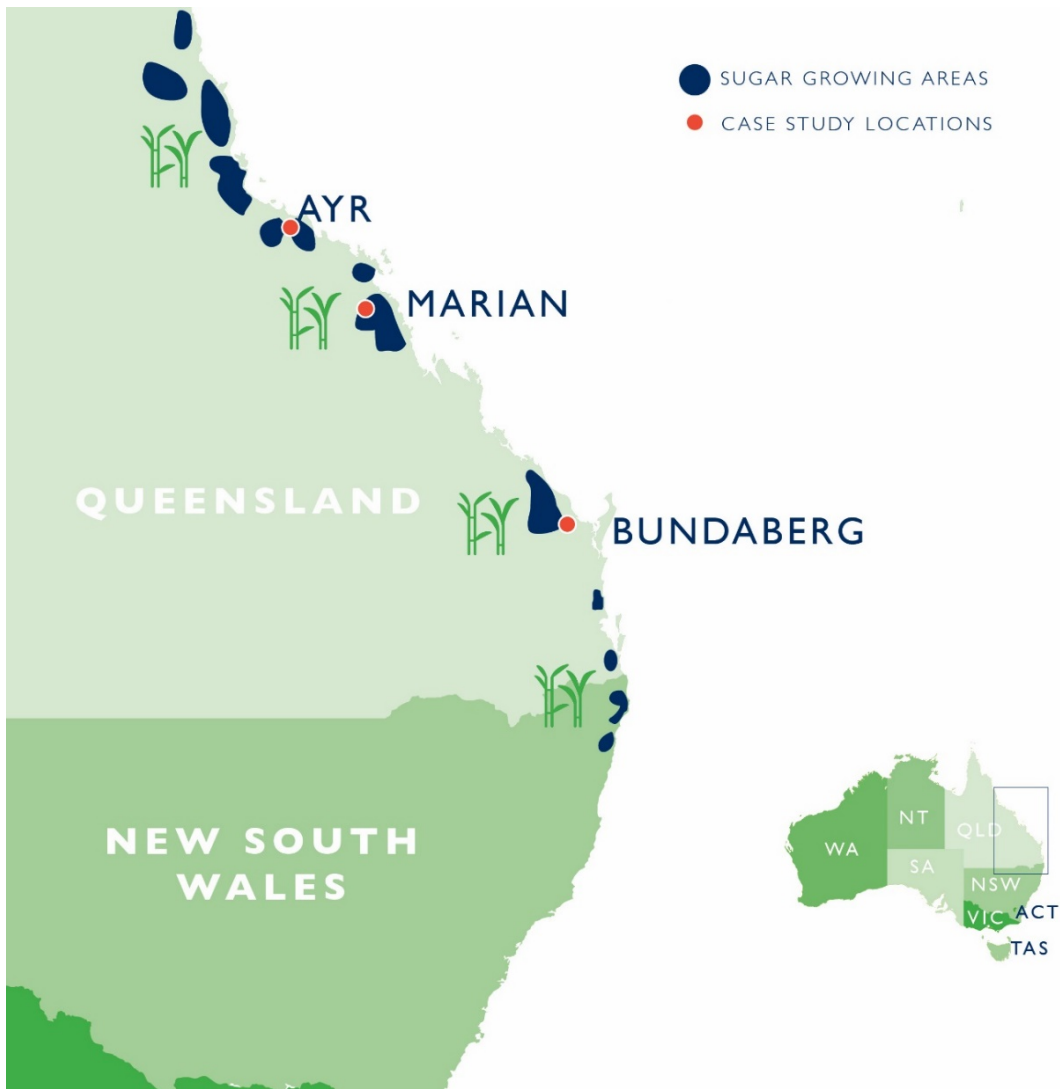 SUGAR GROWING AREAS
CASE STUDY LOCATIONS
AYR
MARIAN
QUEENSLAND
BUNDABERG
NEW SOUTH
WALES
NT
QLD
WA
SA
NSW
VIC
ACT
TAS